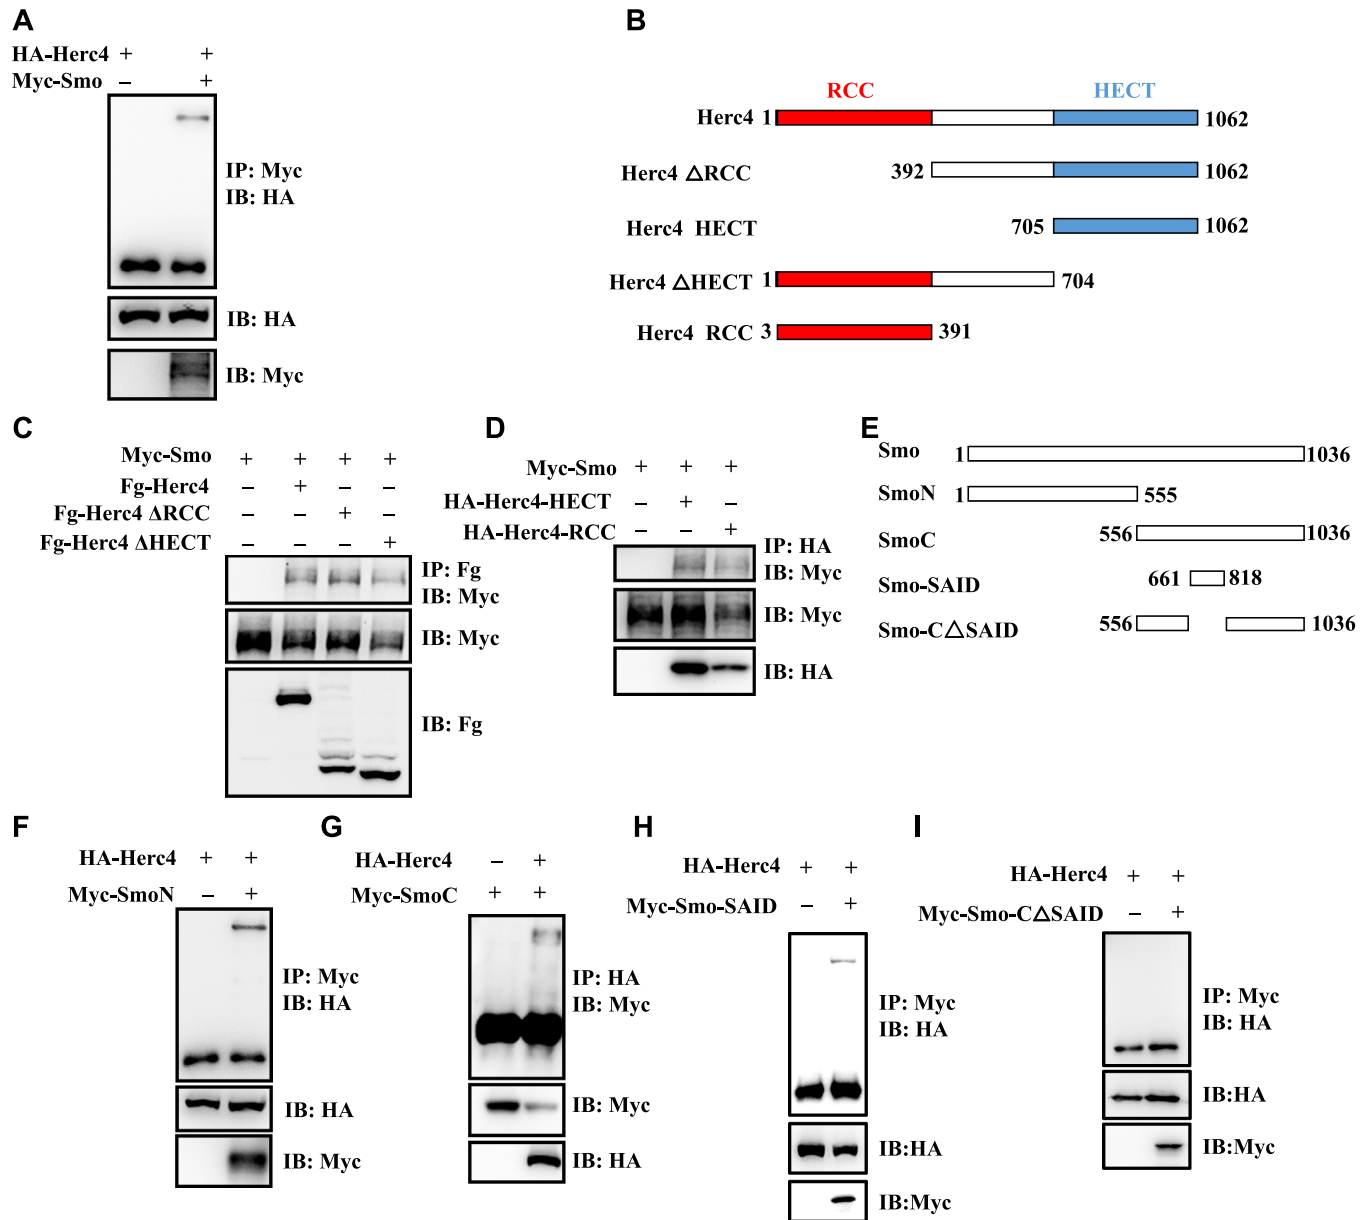 A
HA-Herc4 + +
Myc-Smo – +
IP: Myc
IB: HA
IB: HA
IB: Myc
B
RCC HECT
Herc4 1 1062
Herc4 △RCC 392 1062
Herc4 HECT 705 1062
Herc4 △HECT 1 704
Herc4 RCC 3 391
C
Myc-Smo + + + +
Fg-Herc4 – + – –
Fg-Herc4 ΔRCC – – + –
Fg-Herc4 ΔHECT – – – +
IP: Fg
IB: Myc
IB: Myc
IB: Fg
D
Myc-Smo + + +
HA-Herc4-HECT – + –
HA-Herc4-RCC – – +
IP: HA
IB: Myc
IB: Myc
IB: HA
E
Smo 1 1036
SmoN 1 555
SmoC 556 1036
Smo-SAID 661 818
Smo-C△SAID 556 1036
F
HA-Herc4 + +
Myc-SmoN – +
IP: Myc
IB: HA
IB: HA
IB: Myc
G
HA-Herc4 – +
Myc-SmoC + +
IP: HA
IB: Myc
IB: Myc
IB: HA
H
HA-Herc4 + +
Myc-Smo-SAID – +
IP: Myc
IB: HA
IB:HA
IB:Myc
I
HA-Herc4 + +
Myc-Smo-C△SAID – +
IP: Myc
IB: HA
IB:HA
IB:Myc